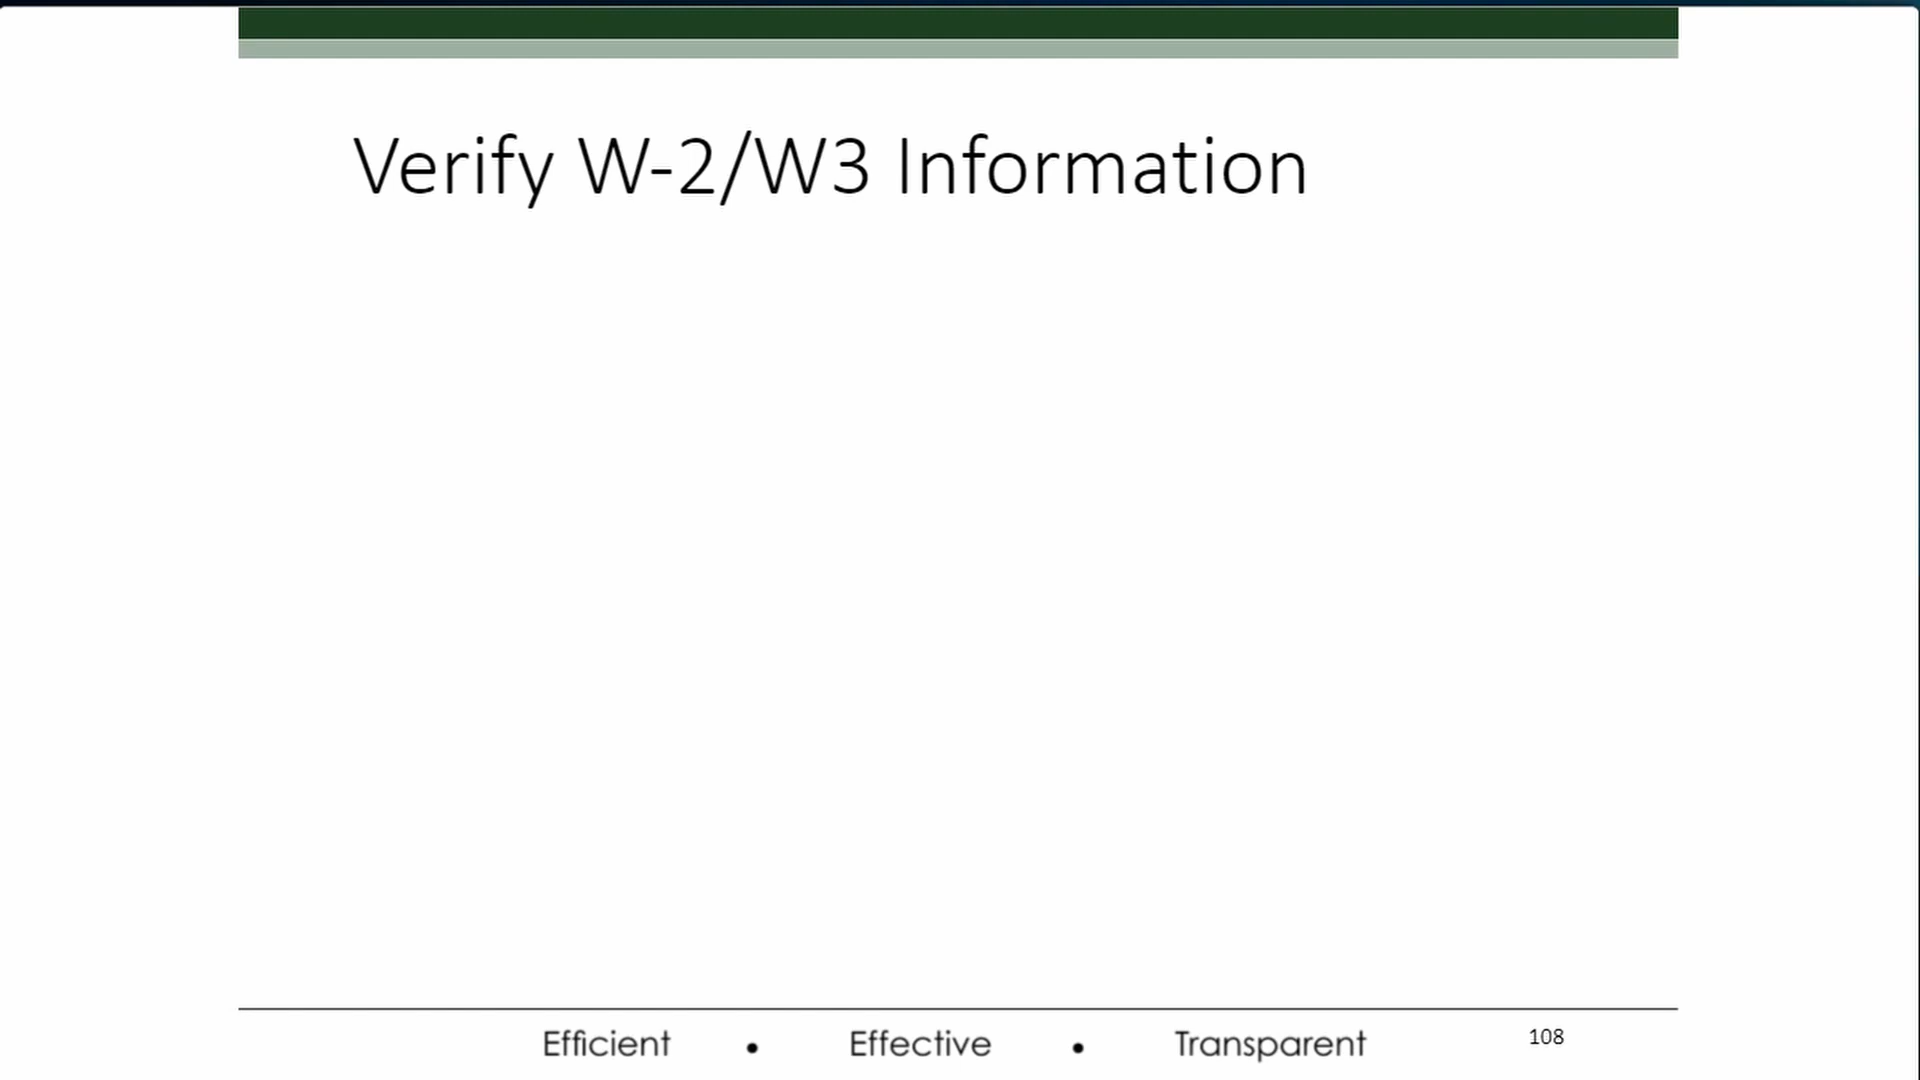 Verify W-2/W3 Information
Efficient • Effective • Transparent 108